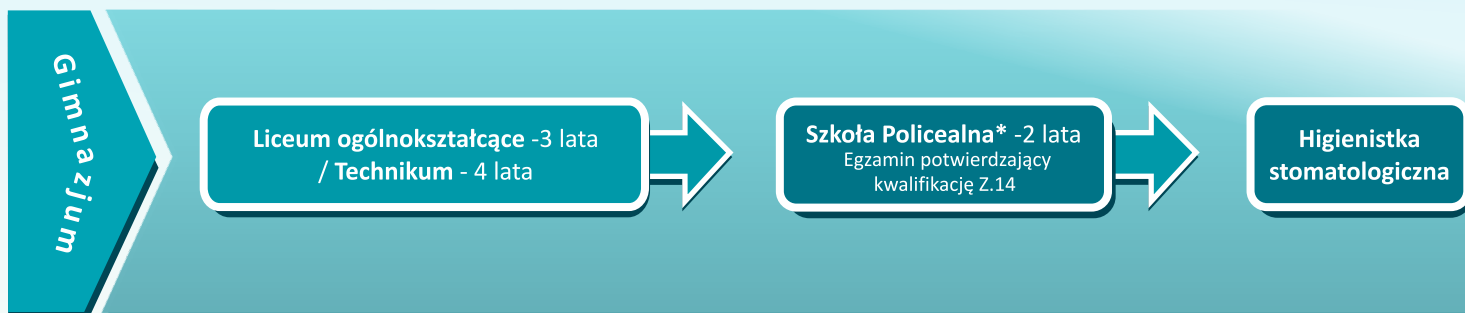 Gimnazjum
Liceum ogólnokształcące -3 lata
/ Technikum - 4 lata
Szkoła Policealna* -2 lata
Egzamin potwierdzający
kwalifikację Z.14
Higienistka
stomatologiczna